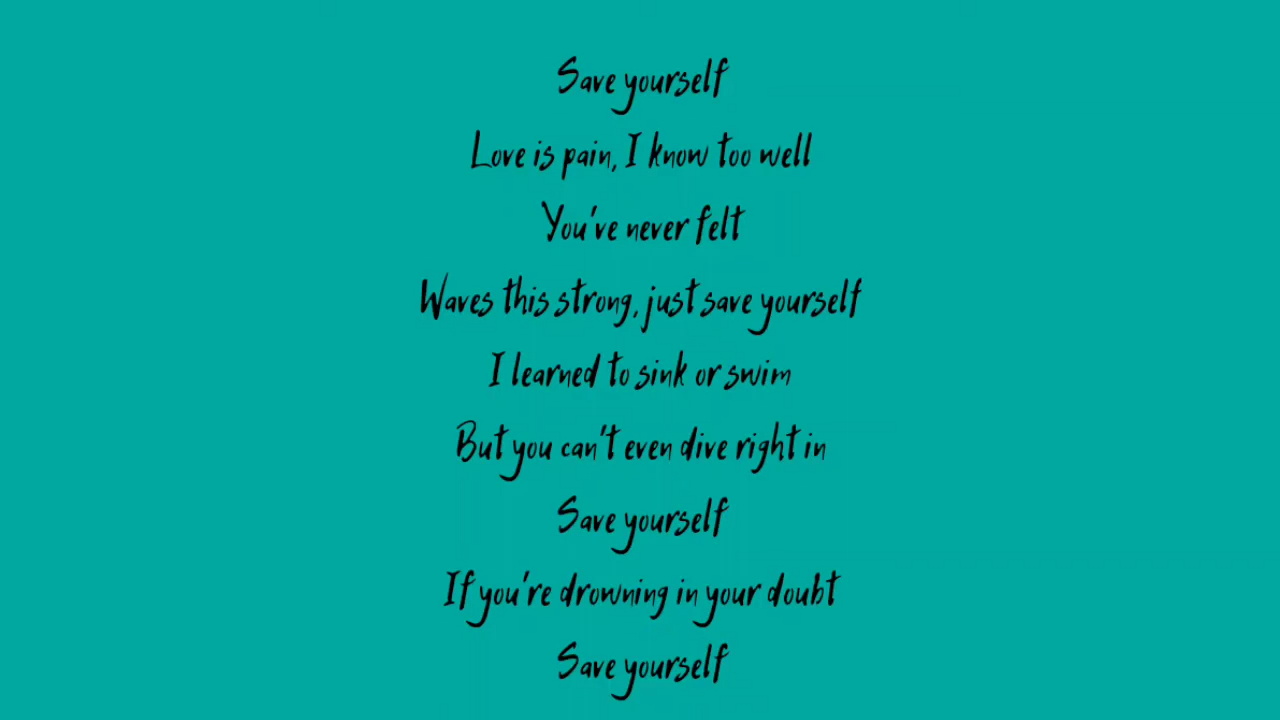 Save yourself
Love is pain, I know too well
You've never felt
Waves this strong, just save yourself
I learned to sink or swim
But you can't even dive right in
Save yourself
If you're drowning in your doubt
Save yourself